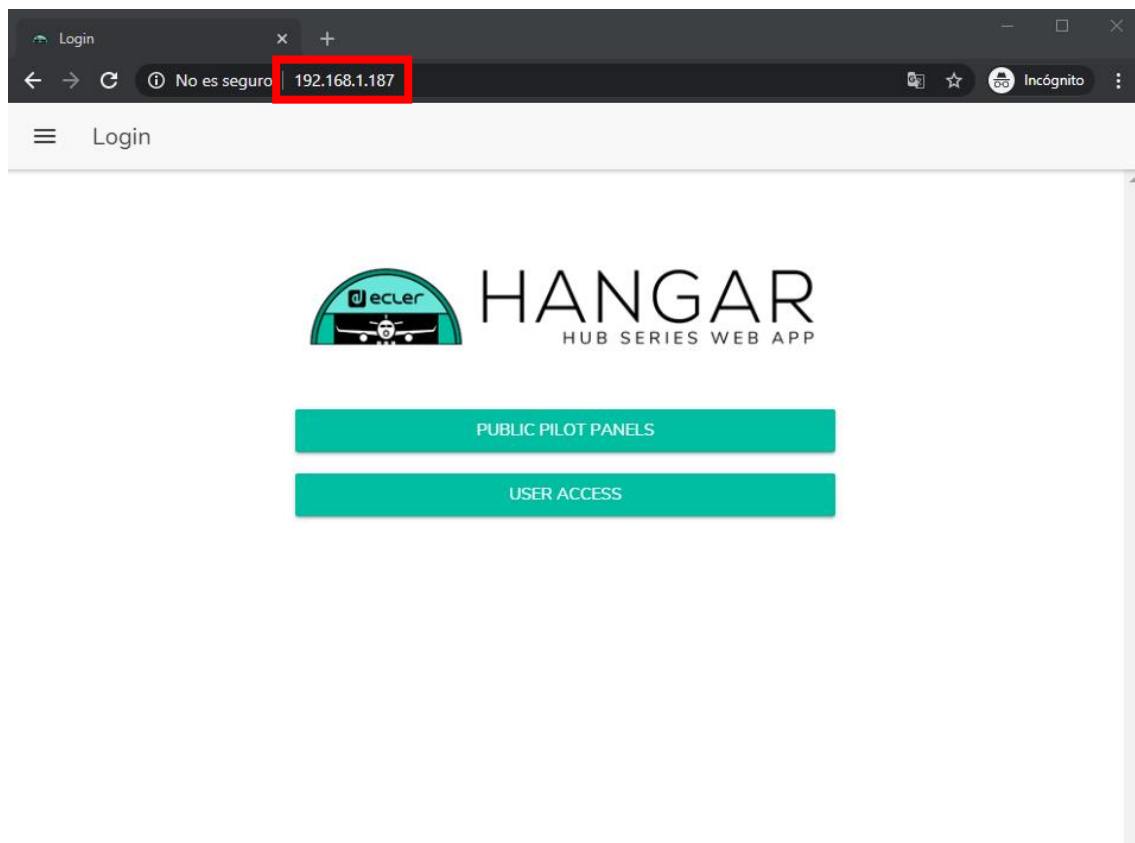 Login
No es seguro 192.168.1.187 Incógnito
Login
ecler HANGAR
HUB SERIES WEB APP
PUBLIC PILOT PANELS
USER ACCESS